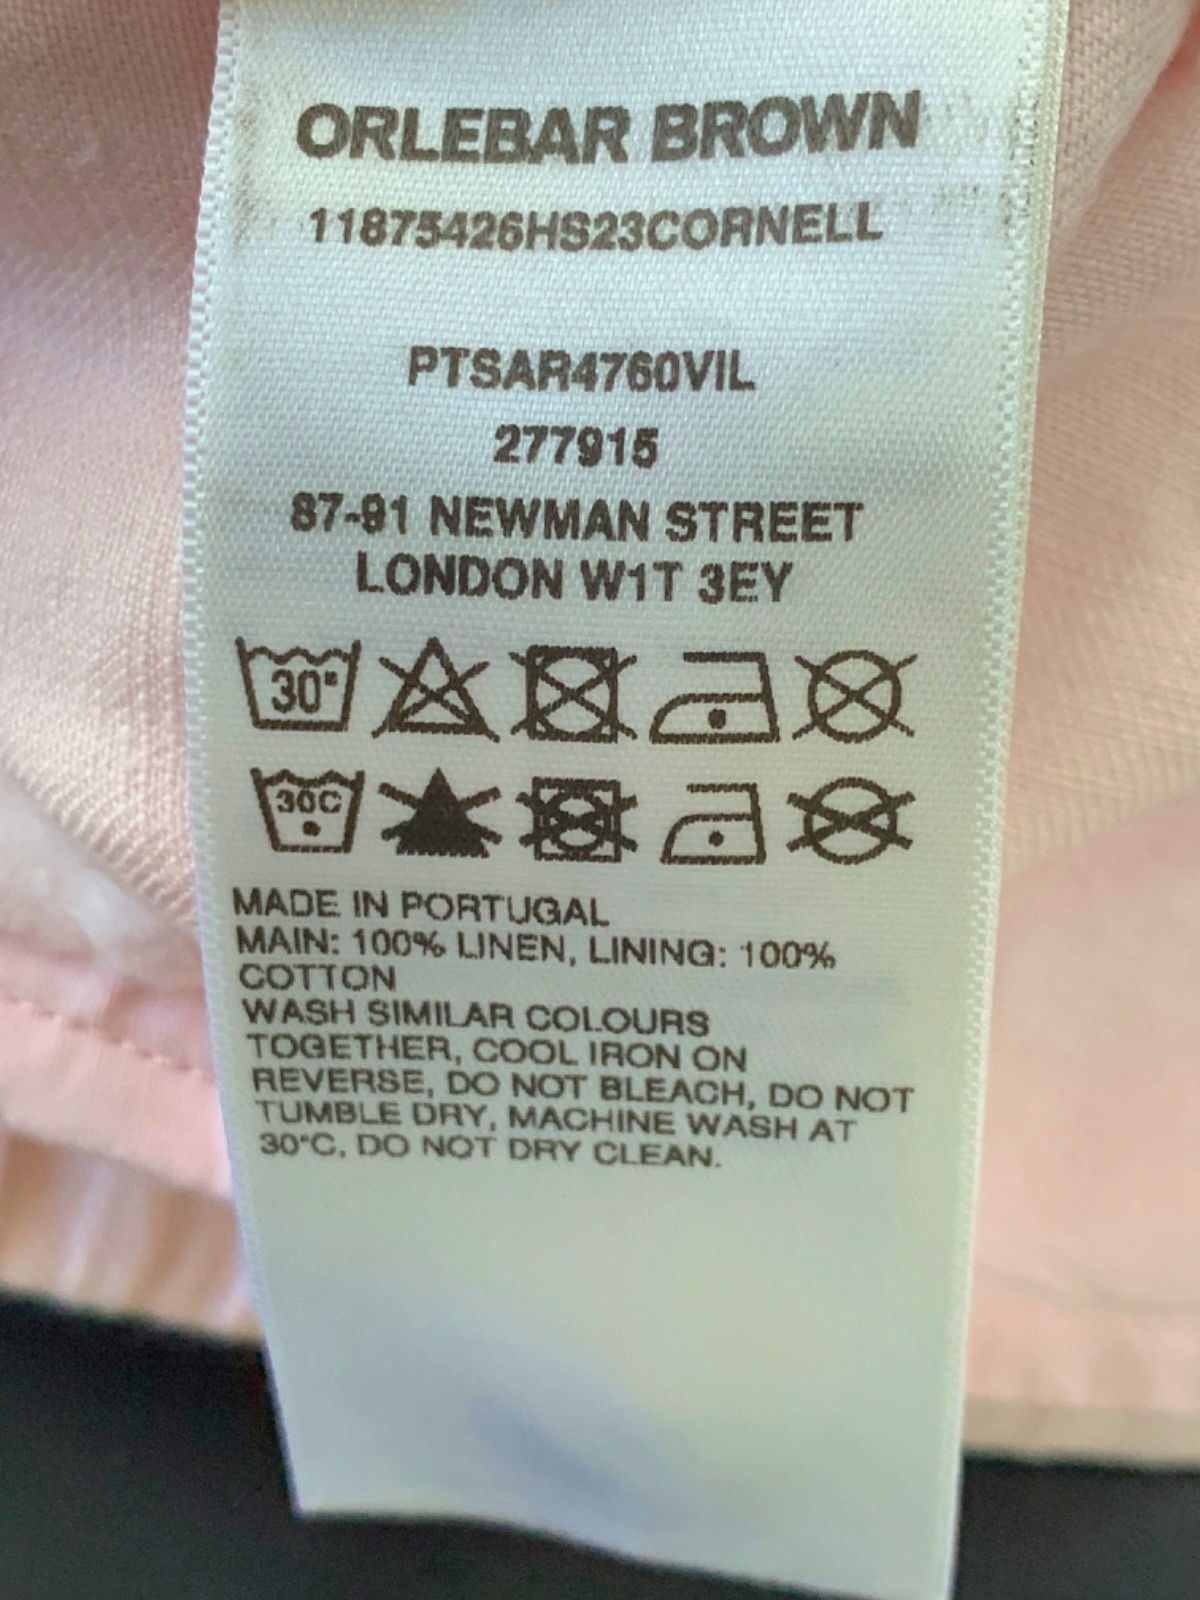 ORLEBAR BROWN
11875426HS23CORNELL
PTSAR4760VIL
277915
87-91 NEWMAN STREET
LONDON W1T 3EY
30°
30C
MADE IN PORTUGAL
MAIN: 100% LINEN, LINING: 100%
COTTON
WASH SIMILAR COLOURS
TOGETHER, COOL IRON ON
REVERSE, DO NOT BLEACH, DO NOT
TUMBLE DRY, MACHINE WASH AT
30°C. DO NOT DRY CLEAN.